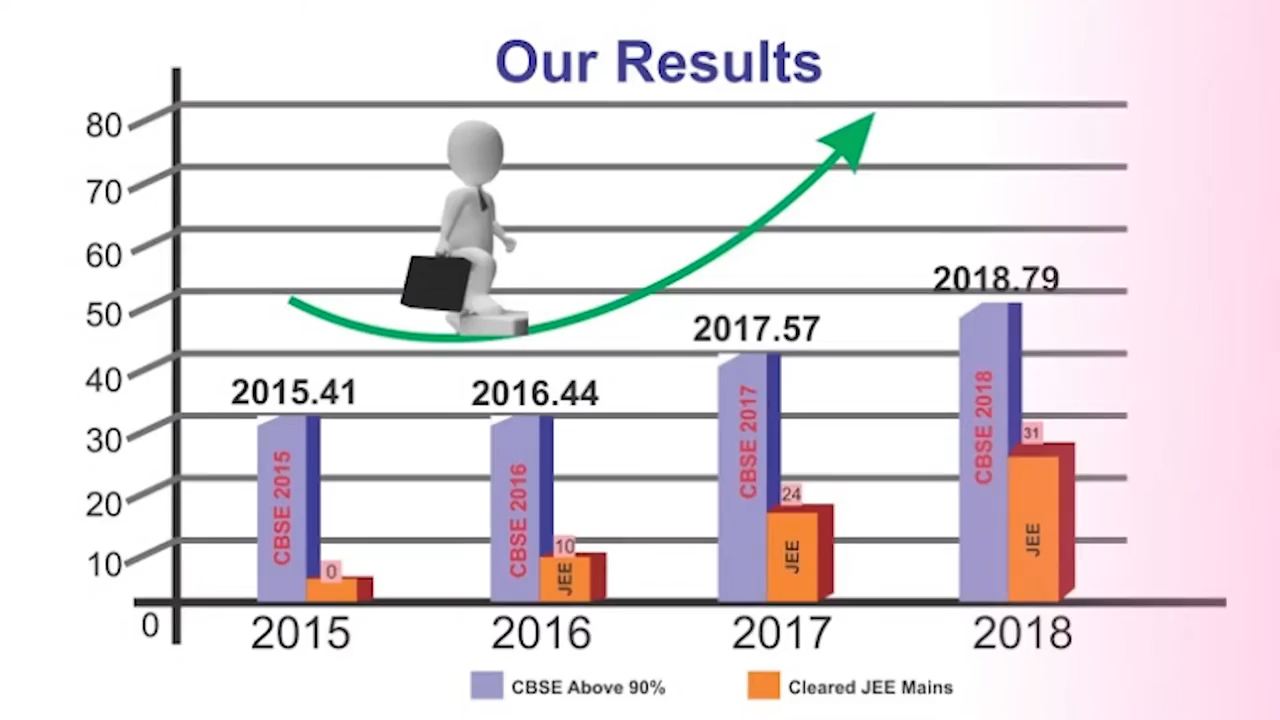 Our Results
80
70
60
50
40
30
20
10
0
2015.41
2016.44
2017.57
2018.79
CBSE 2015
0
CBSE 2016
10
JEE
CBSE 2017
24
JEE
CBSE 2018
31
JEE
2015
2016
2017
2018
CBSE Above 90%
Cleared JEE Mains